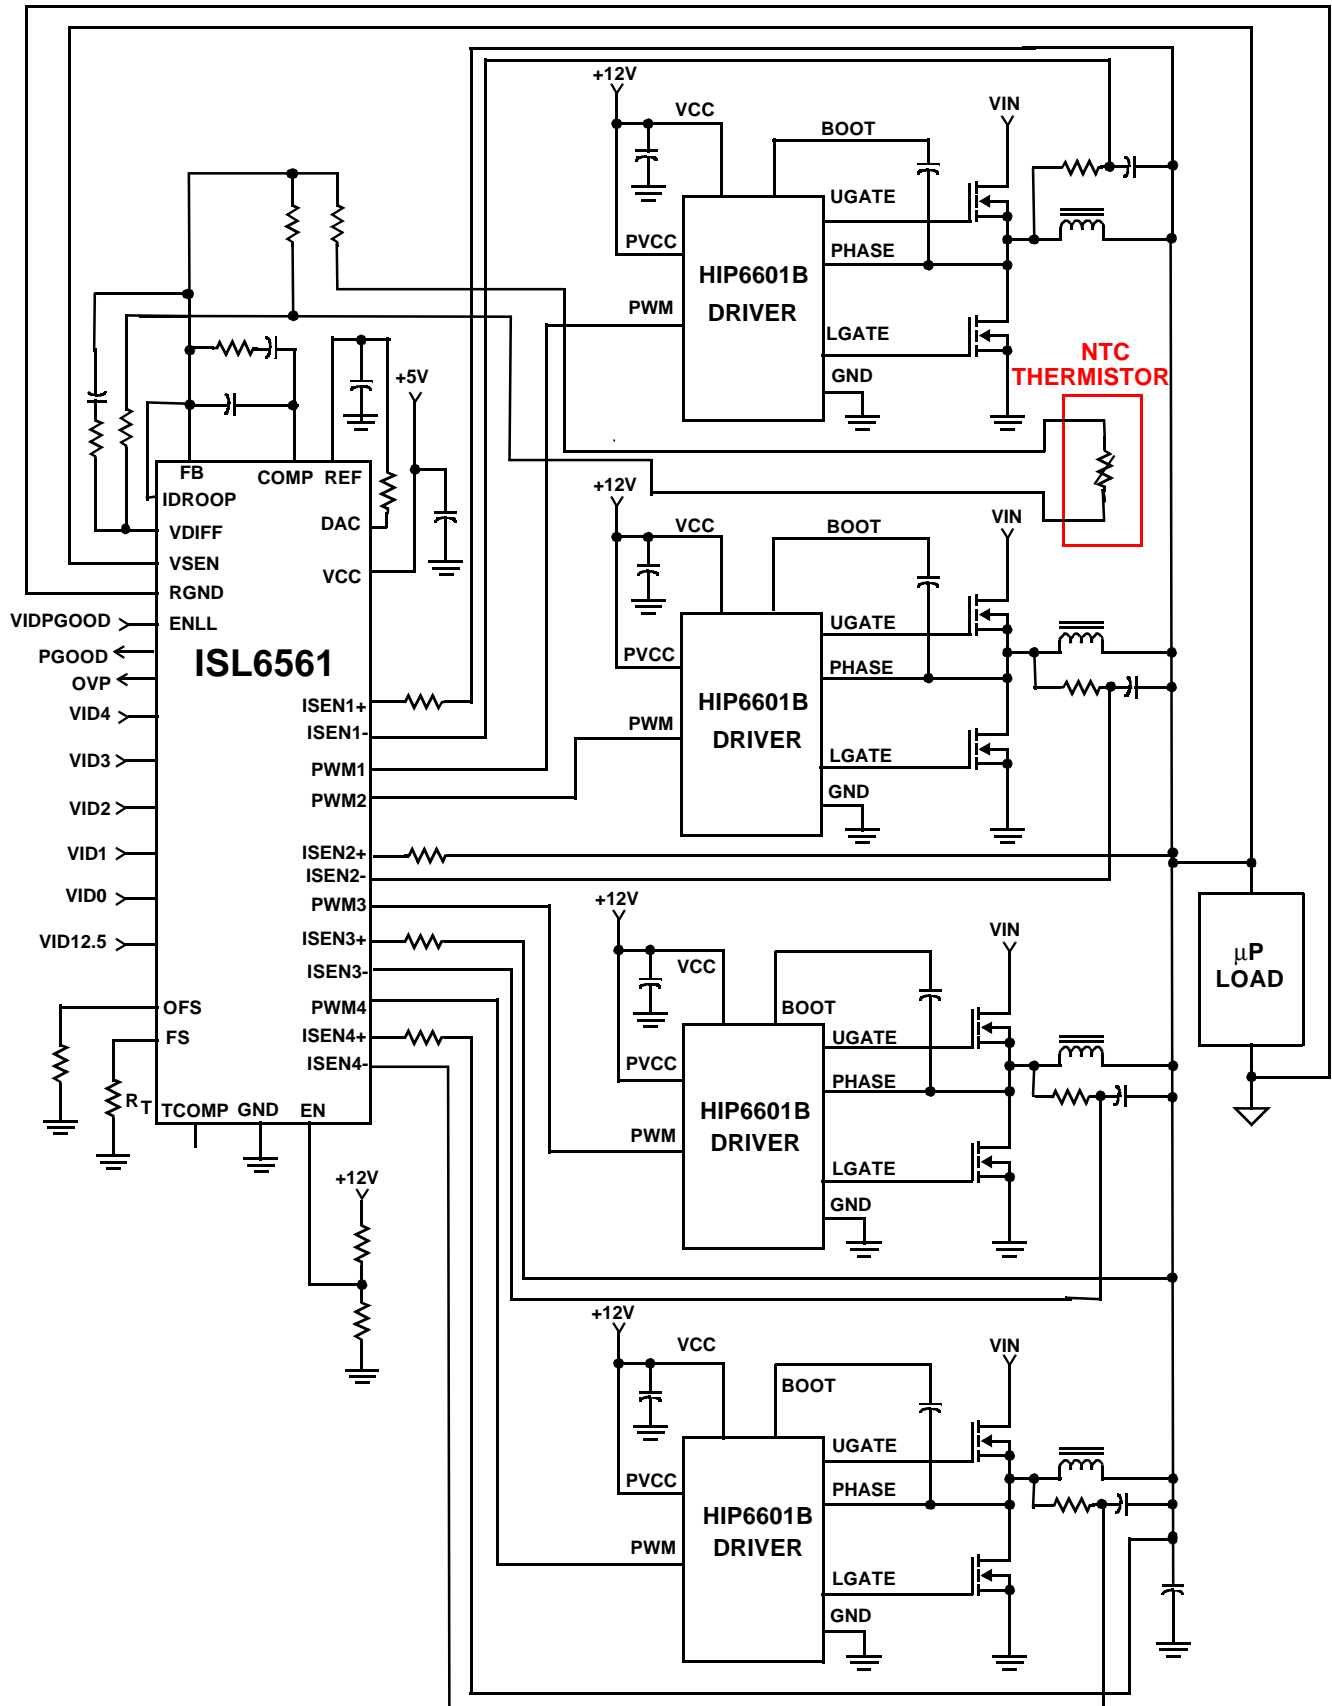 +12V
VCC
BOOT
VIN
UGATE
PVCC
PHASE
HIP6601B
DRIVER
PWM
LGATE
GND
NTC
THERMISTOR
+5V
FB
COMP
REF
IDROOP
DAC
VDIFF
VSEN
VCC
RGND
VIDPGOOD
ENLL
PGOOD
OVP
ISL6561
VID4
ISEN1+
ISEN1-
VID3
PWM1
VID2
PWM2
VID1
ISEN2+
ISEN2-
VID0
PWM3
VID12.5
ISEN3+
ISEN3-
OFS
PWM4
FS
ISEN4+
ISEN4-
RT
TCOMP
GND
EN
+12V
+12V
VCC
BOOT
VIN
UGATE
PVCC
PHASE
HIP6601B
DRIVER
PWM
LGATE
GND
+12V
VCC
BOOT
VIN
UGATE
PVCC
PHASE
HIP6601B
DRIVER
PWM
LGATE
GND
μP
LOAD
+12V
VCC
BOOT
VIN
UGATE
PVCC
PHASE
HIP6601B
DRIVER
PWM
LGATE
GND